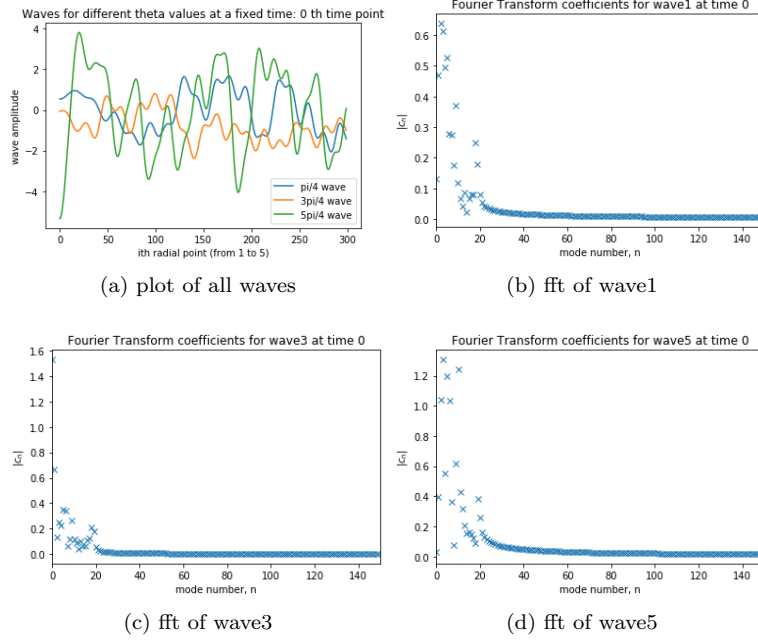 Waves for different theta values at a fixed time: 0 th time point
4
2
0
−2
−4
wave amplitude
pi/4 wave
3pi/4 wave
5pi/4 wave
0 50 100 150 200 250 300
ith radial point (from 1 to 5)
(a) plot of all waves
Fourier Transform coefficients for wave1 at time 0
0.6
0.5
0.4
0.3
0.2
0.1
0.0
|cₙ|
0 20 40 60 80 100 120 140
mode number, n
(b) fft of wave1
Fourier Transform coefficients for wave3 at time 0
1.6
1.4
1.2
1.0
0.8
0.6
0.4
0.2
0.0
|cₙ|
0 20 40 60 80 100 120 140
mode number, n
(c) fft of wave3
Fourier Transform coefficients for wave5 at time 0
1.2
1.0
0.8
0.6
0.4
0.2
0.0
|cₙ|
0 20 40 60 80 100 120 140
mode number, n
(d) fft of wave5